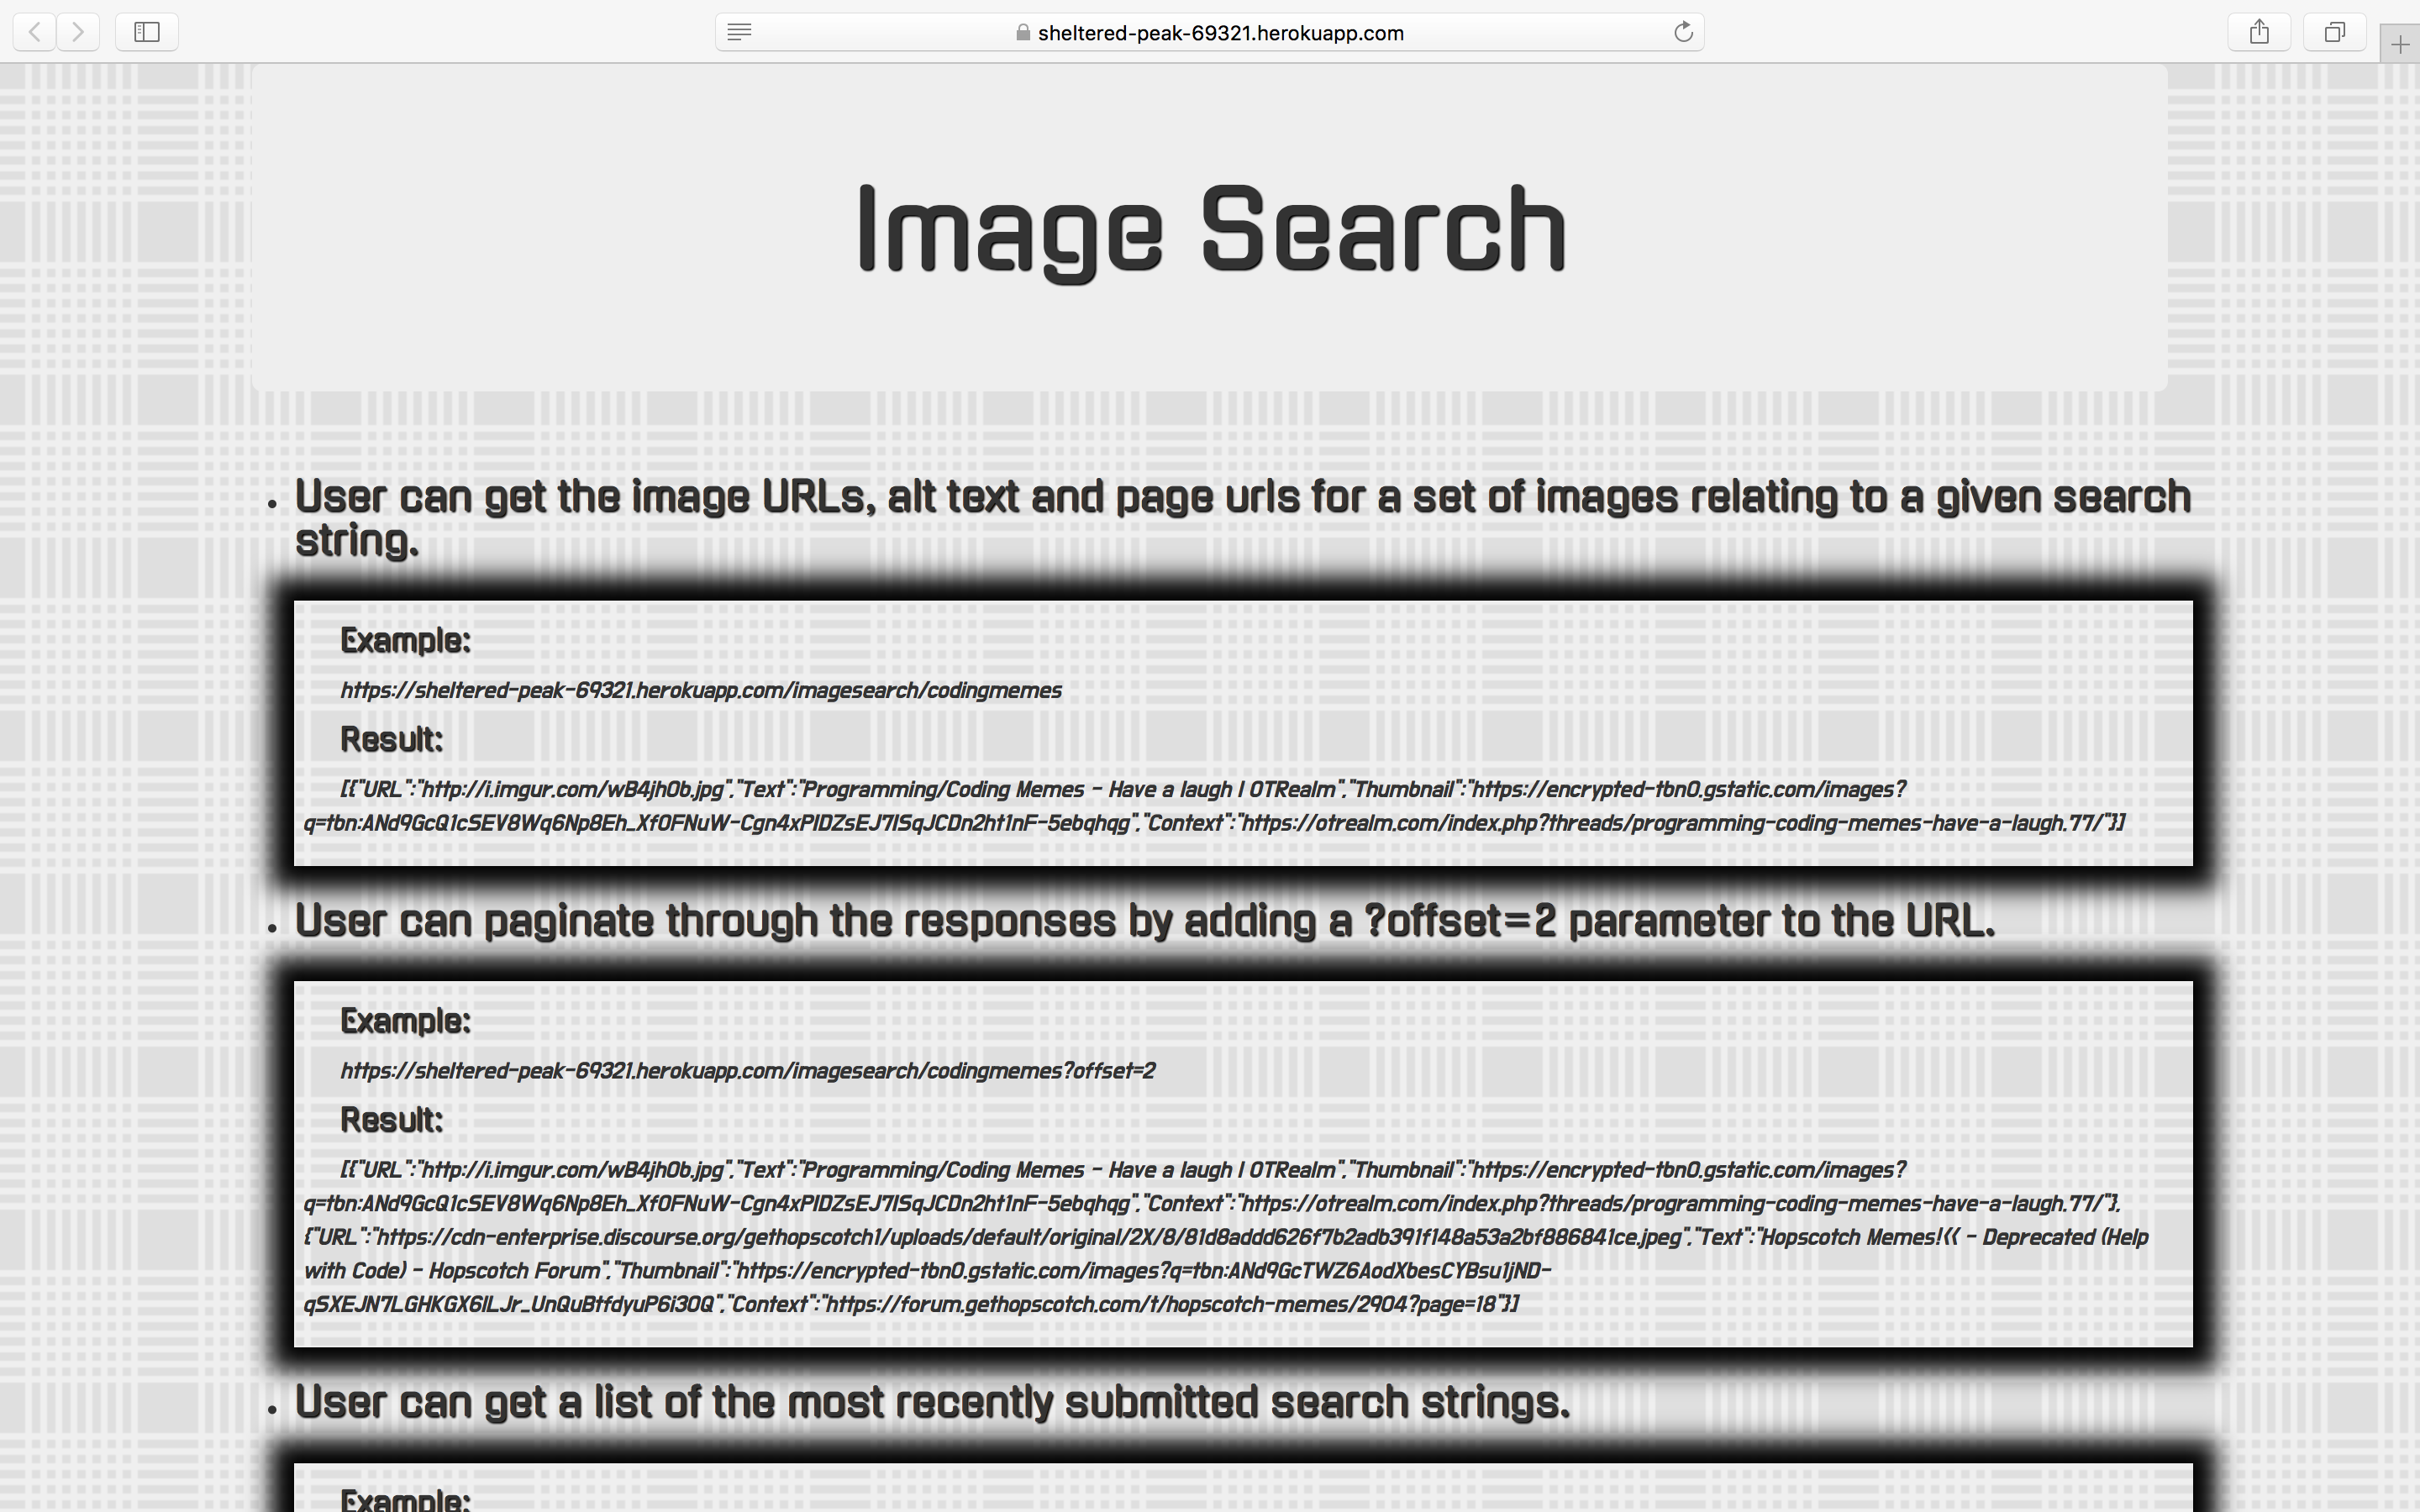 sheltered-peak-69321.herokuapp.com
Image Search
User can get the image URLs, alt text and page urls for a set of images relating to a given search
string.
Example:
https://sheltered-peak-69321.herokuapp.com/imagesearch/codingmemes
Result:
[{"URL":"http://i.imgur.com/wB4jh0b.jpg","Text":"Programming/Coding Memes - Have a laugh | OTRealm","Thumbnail":"https://encrypted-tbn0.gstatic.com/images?
q=tbn:ANd9GcQ1cSEV8Wq6Np8Eh_Xf0FNuW-Cgn4xPIDZsEJ7ISqJCDn2ht1nF-5ebqhqg","Context":"https://otrealm.com/index.php?threads/programming-coding-memes-have-a-laugh.77/"}]
User can paginate through the responses by adding a ?offset=2 parameter to the URL.
Example:
https://sheltered-peak-69321.herokuapp.com/imagesearch/codingmemes?offset=2
Result:
[{"URL":"http://i.imgur.com/wB4jh0b.jpg","Text":"Programming/Coding Memes - Have a laugh | OTRealm","Thumbnail":"https://encrypted-tbn0.gstatic.com/images?
q=tbn:ANd9GcQ1cSEV8Wq6Np8Eh_Xf0FNuW-Cgn4xPIDZsEJ7ISqJCDn2ht1nF-5ebqhqg","Context":"https://otrealm.com/index.php?threads/programming-coding-memes-have-a-laugh.77/"},
{"URL":"https://cdn-enterprise.discourse.org/gethopscotch1/uploads/default/original/2X/8/81d8addd626f7b2adb391f148a53a2bf886841ce.jpeg","Text":"Hopscotch Memes!<< - Deprecated (Help
with Code) - Hopscotch Forum","Thumbnail":"https://encrypted-tbn0.gstatic.com/images?q=tbn:ANd9GcTWZ6AodXbesCYBsu1jND-
qSXEJN7LGHKGX6ILJr_UnQuBtfdyuP6i30Q","Context":"https://forum.gethopscotch.com/t/hopscotch-memes/2904?page=18"}]
User can get a list of the most recently submitted search strings.
Example: